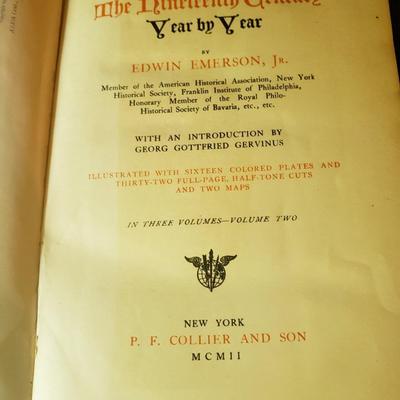 The Nineteenth Century
Year by Year
BY
EDWIN EMERSON, JR.
Member of the American Historical Association, New York
Historical Society, Franklin Institute of Philadelphia,
Honorary Member of the Royal Philo-
Historical Society of Bavaria, etc., etc.
WITH AN INTRODUCTION BY
GEORG GOTTFRIED GERVINUS
ILLUSTRATED WITH SIXTEEN COLORED PLATES AND
THIRTY-TWO FULL-PAGE, HALF-TONE CUTS
AND TWO MAPS
IN THREE VOLUMES—VOLUME TWO
NEW YORK
P. F. COLLIER AND SON
MCMII